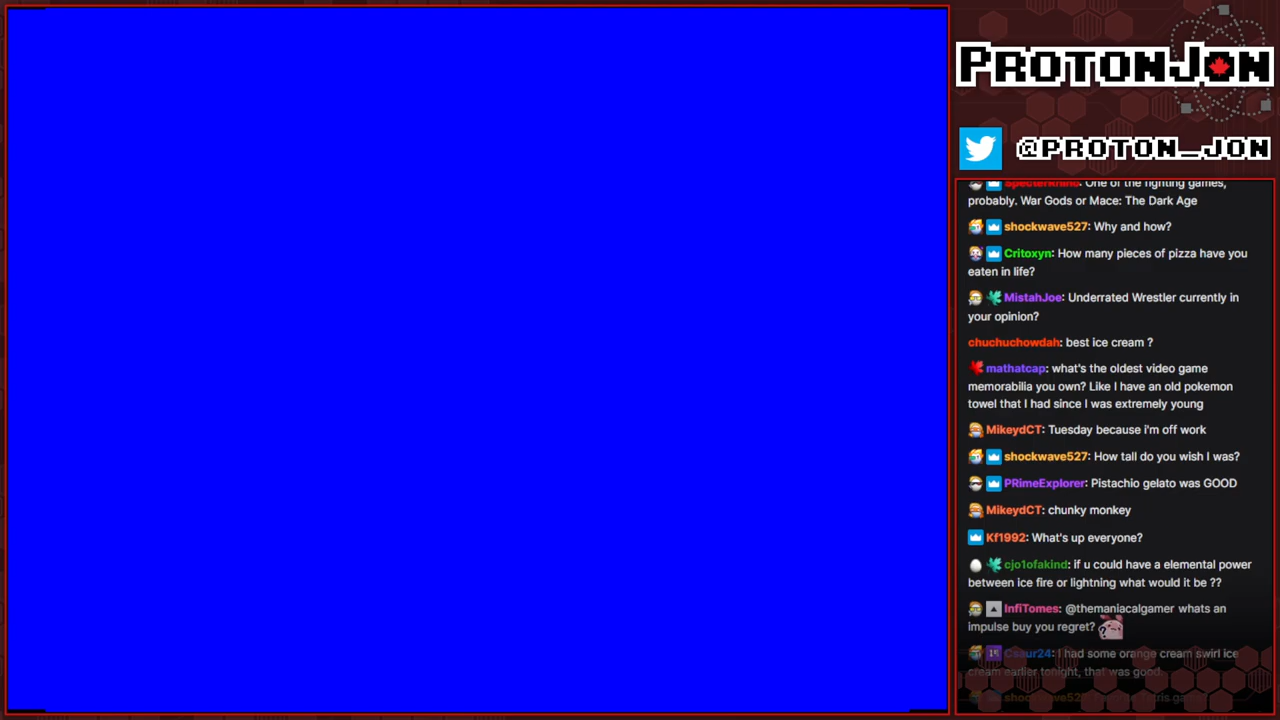 PROTONJON
@PROTON_JON
SpecterRhino: One of the fighting games,
probably. War Gods or Mace: The Dark Age
shockwave527: Why and how?
Critoxyn: How many pieces of pizza have you
eaten in life?
MistahJoe: Underrated Wrestler currently in
your opinion?
chuchuchowdah: best ice cream ?
mathatcap: what's the oldest video game
memorabilia you own? Like I have an old pokemon
towel that I had since I was extremely young
MikeydCT: Tuesday because i'm off work
shockwave527: How tall do you wish I was?
PRimeExplorer: Pistachio gelato was GOOD
MikeydCT: chunky monkey
Kf1992: What's up everyone?
cjo1ofakind: if u could have a elemental power
between ice fire or lightning what would it be ??
InfiTomes: @themaniacalgamer whats an
impulse buy you regret?
I had some orange cream swirl ice
cream earlier tonight, that was good.